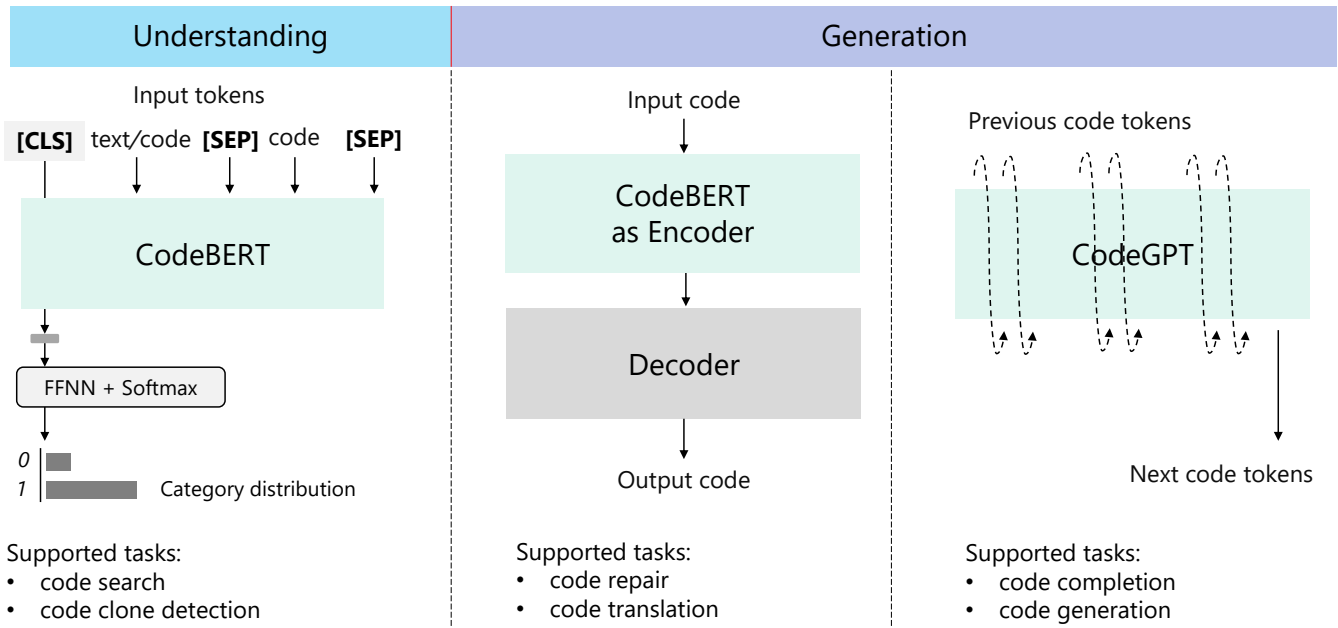 Understanding
Generation
Input tokens
[CLS] text/code [SEP] code [SEP]
CodeBERT
FFNN + Softmax
0
1
Category distribution
Supported tasks:
• code search
• code clone detection
Input code
CodeBERT
as Encoder
Decoder
Output code
Supported tasks:
• code repair
• code translation
Previous code tokens
CodeGPT
Next code tokens
Supported tasks:
• code completion
• code generation